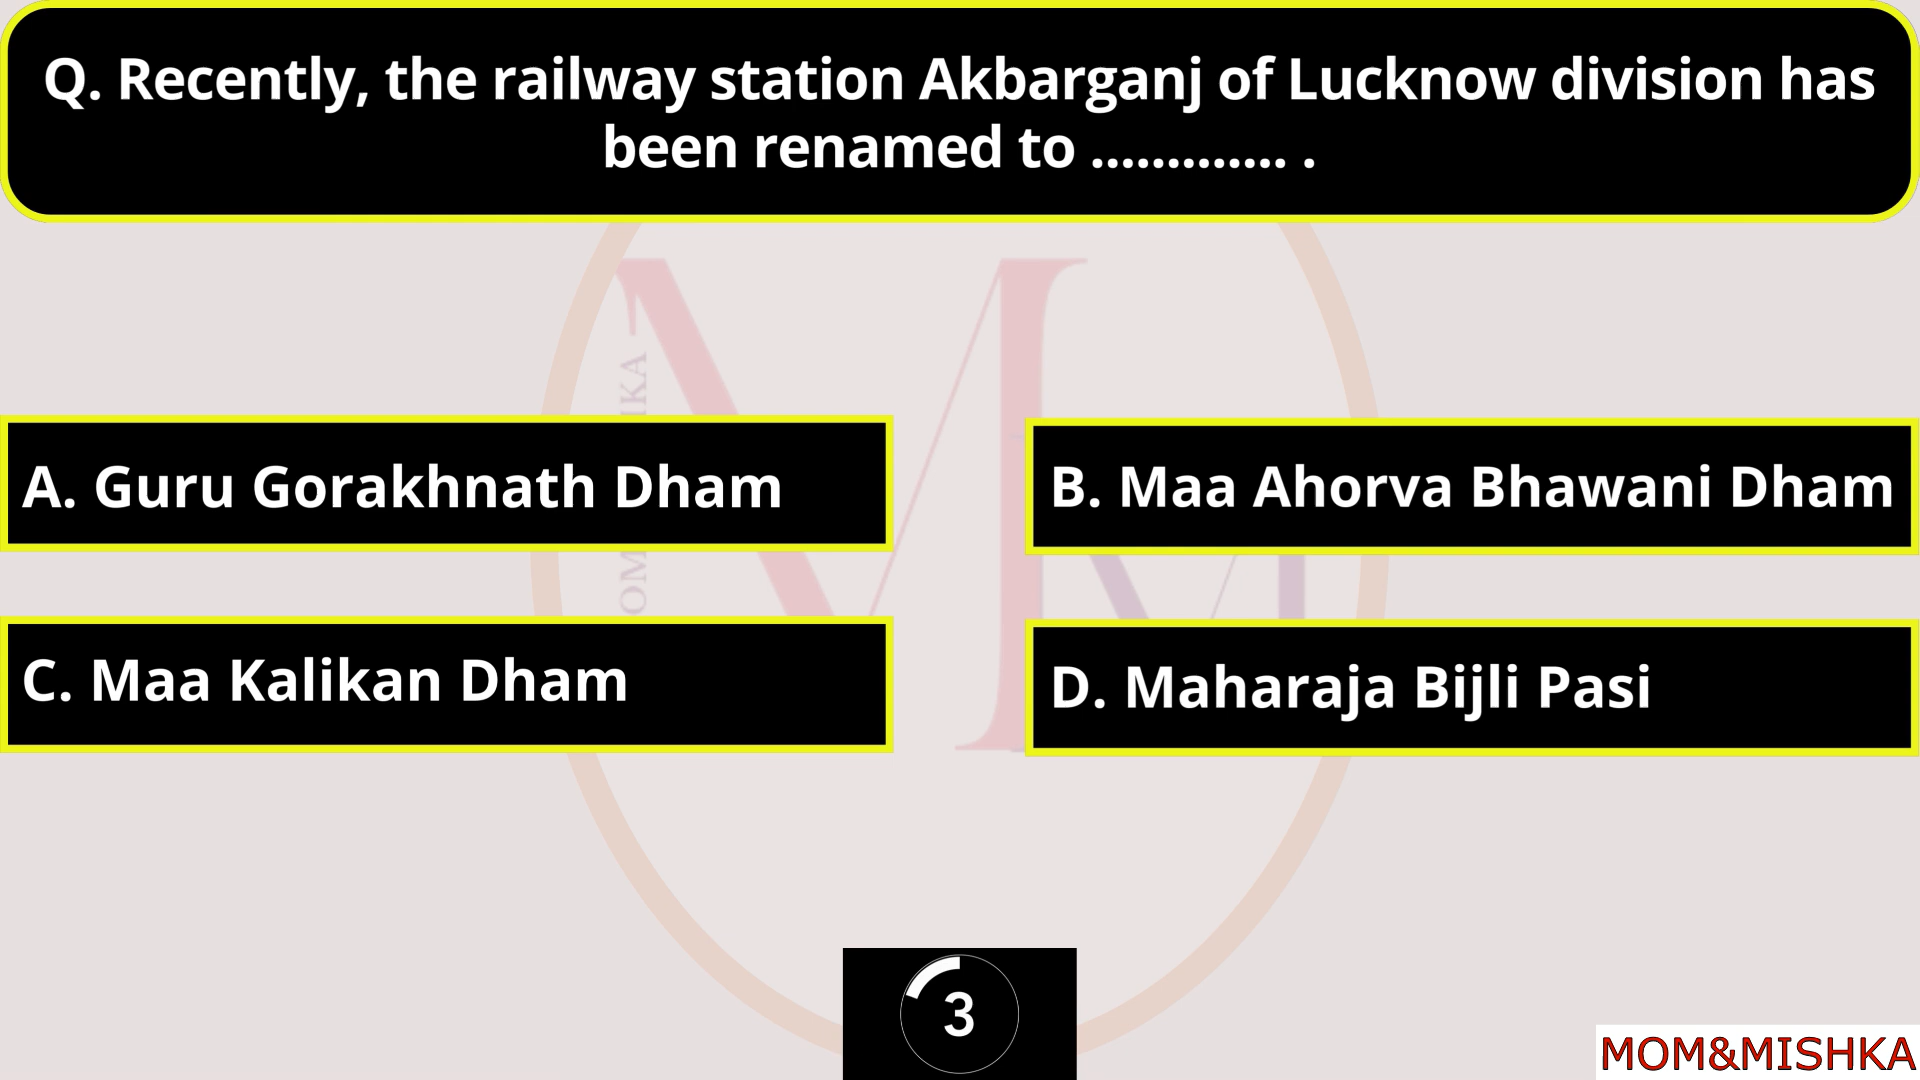 Q. Recently, the railway station Akbarganj of Lucknow division has
been renamed to ............. .
A. Guru Gorakhnath Dham
B. Maa Ahorva Bhawani Dham
C. Maa Kalikan Dham
D. Maharaja Bijli Pasi
3
MOM&MISHKA